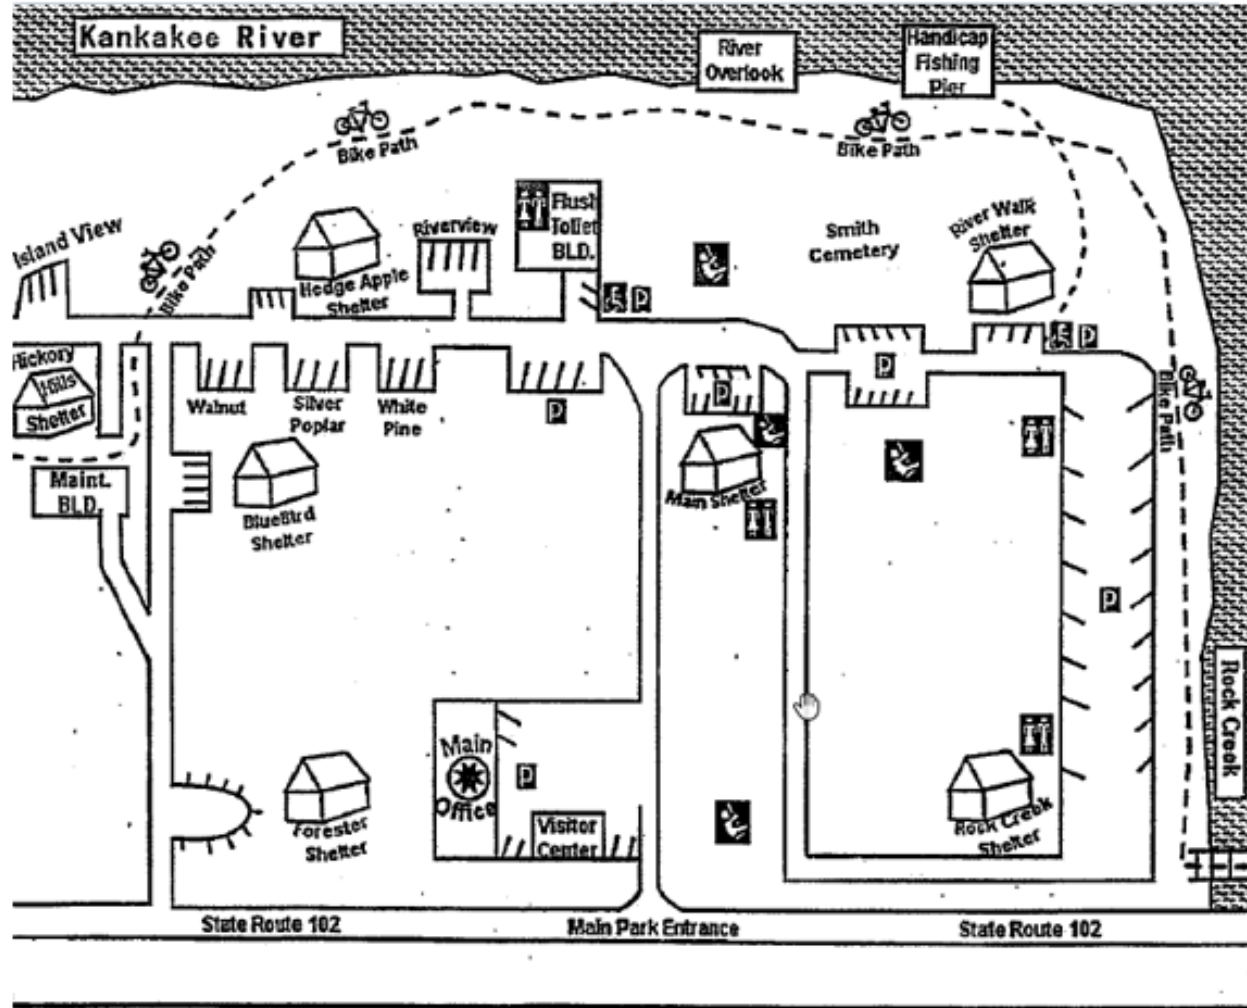 Kankakee River
River
Overlook
Handicap
Fishing
Pier
Bike Path
Bike Path
Island View
Bike Path
Hedge Apple
Shelter
Riverview
Flush
Toilet
BLD.
P
Smith
Cemetery
River Walk
Shelter
P
Hickory
Hills
Shelter
Walnut
Silver
Poplar
White
Pine
P
P
P
Bike Path
Maint.
BLD.
BlueBird
Shelter
Main Shelter
P
Main
Office
P
Visitor
Center
Forester
Shelter
Rock Creek
Shelter
Rock Creek
State Route 102
Main Park Entrance
State Route 102